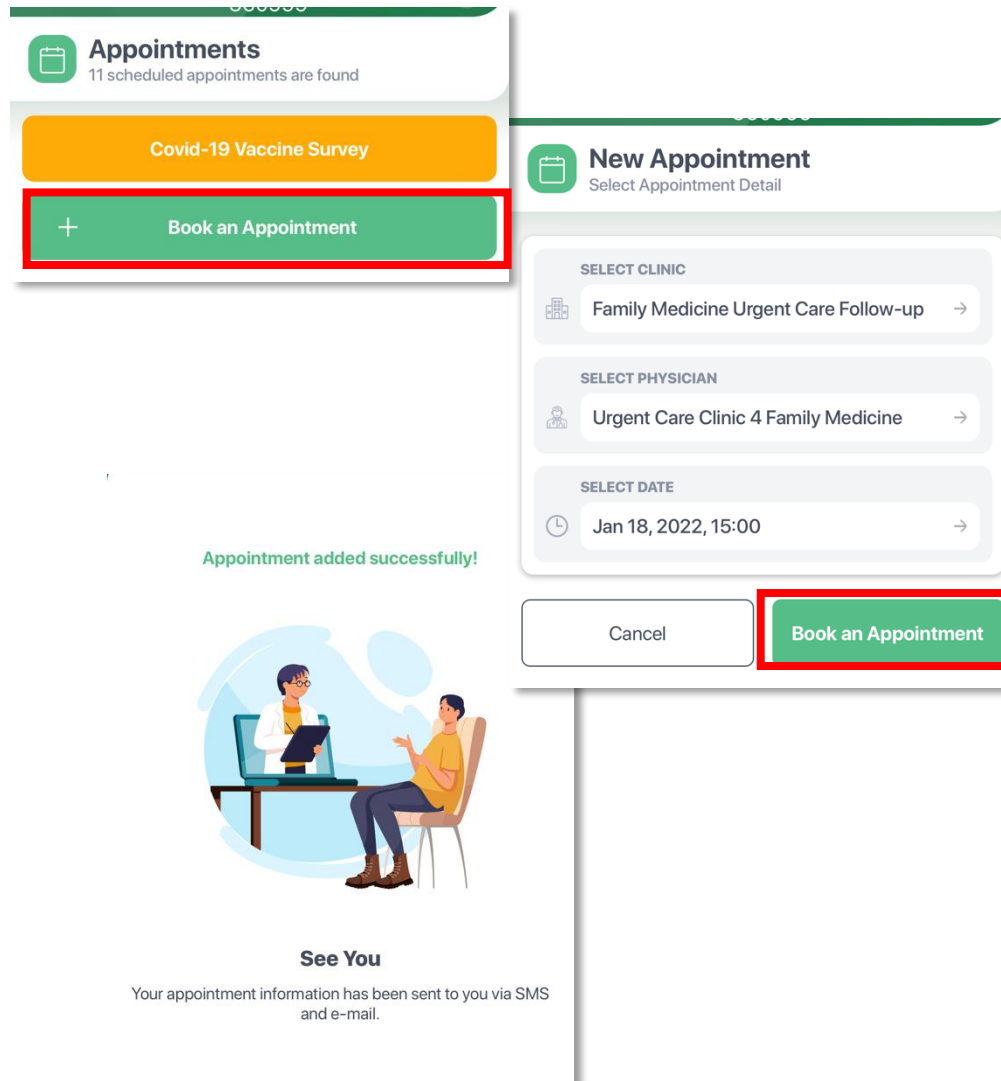 Appointments
11 scheduled appointments are found
Covid-19 Vaccine Survey
+ Book an Appointment
New Appointment
Select Appointment Detail
SELECT CLINIC
Family Medicine Urgent Care Follow-up
SELECT PHYSICIAN
Urgent Care Clinic 4 Family Medicine
SELECT DATE
Jan 18, 2022, 15:00
Cancel
Book an Appointment
Appointment added successfully!
See You
Your appointment information has been sent to you via SMS
and e-mail.